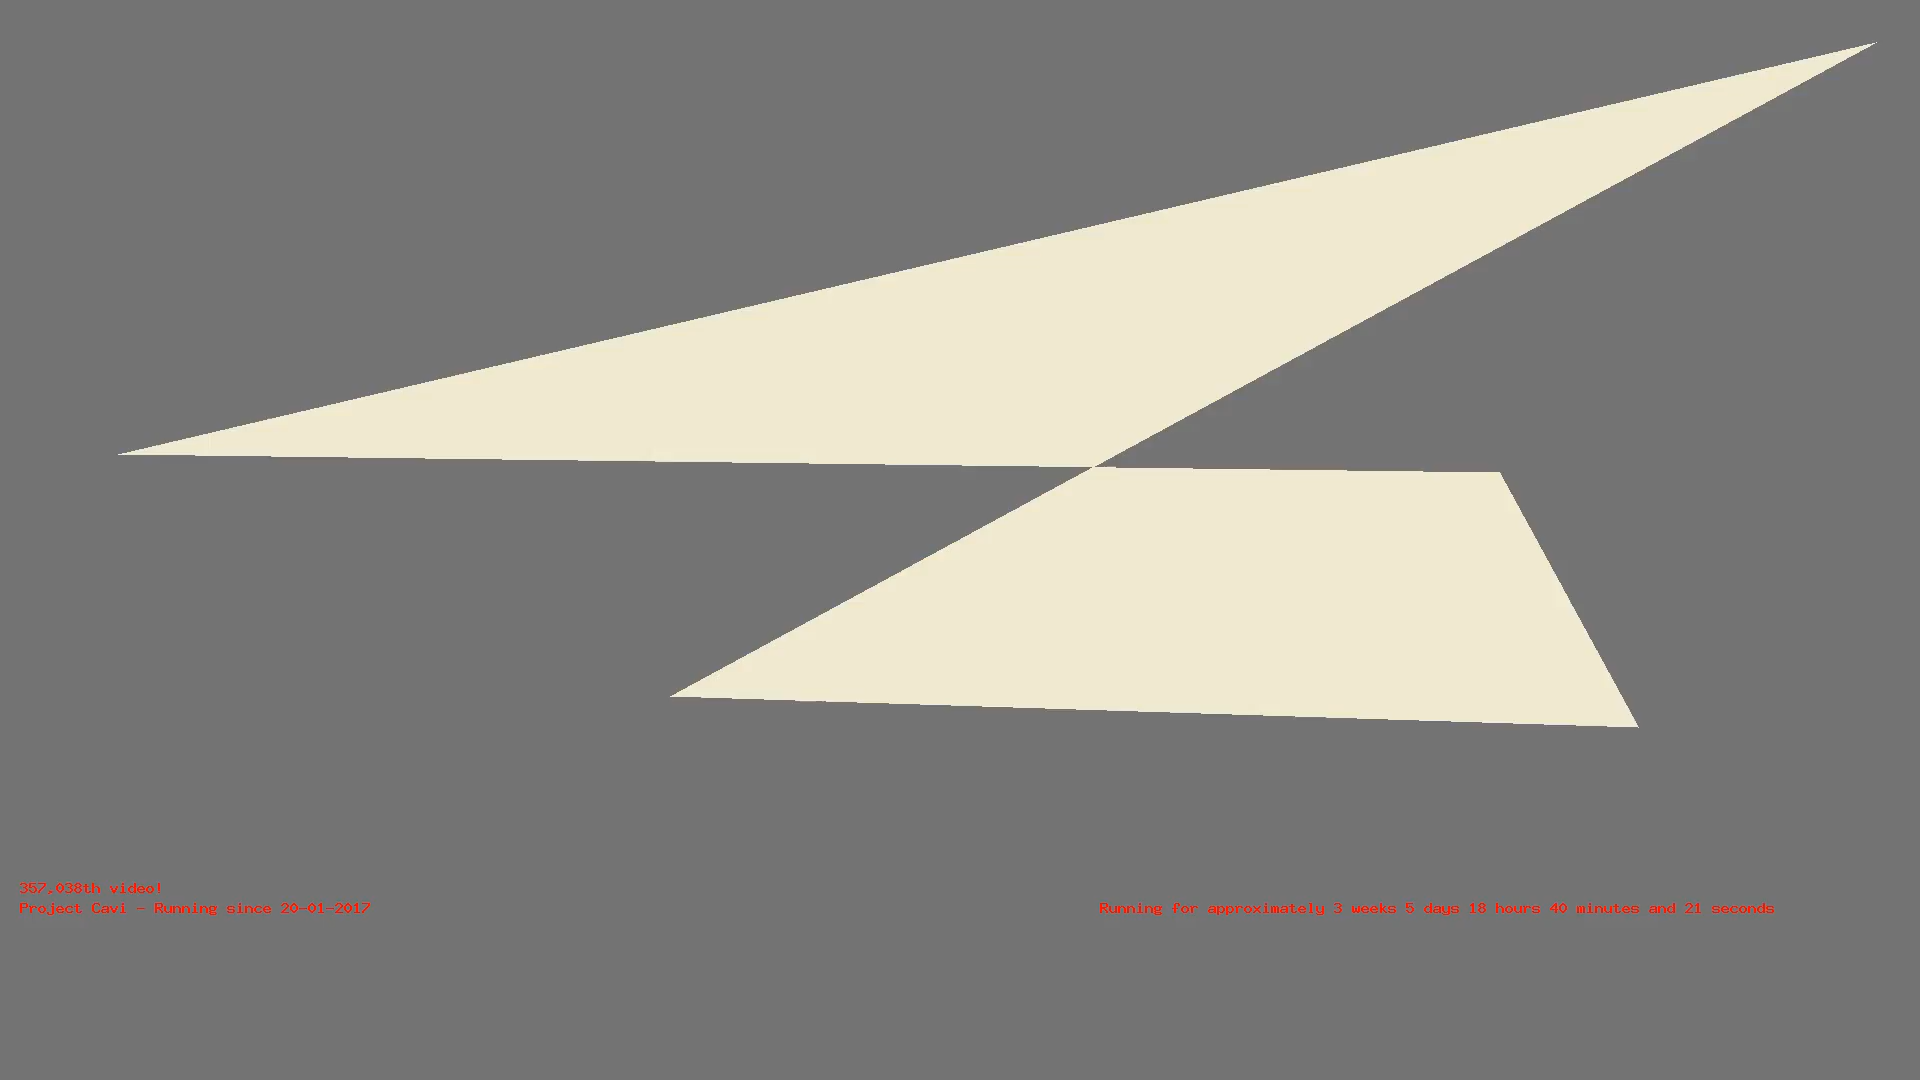 357,038th video!
Project Cavi - Running since 20-01-2017
Running for approximately 3 weeks 5 days 18 hours 40 minutes and 21 seconds